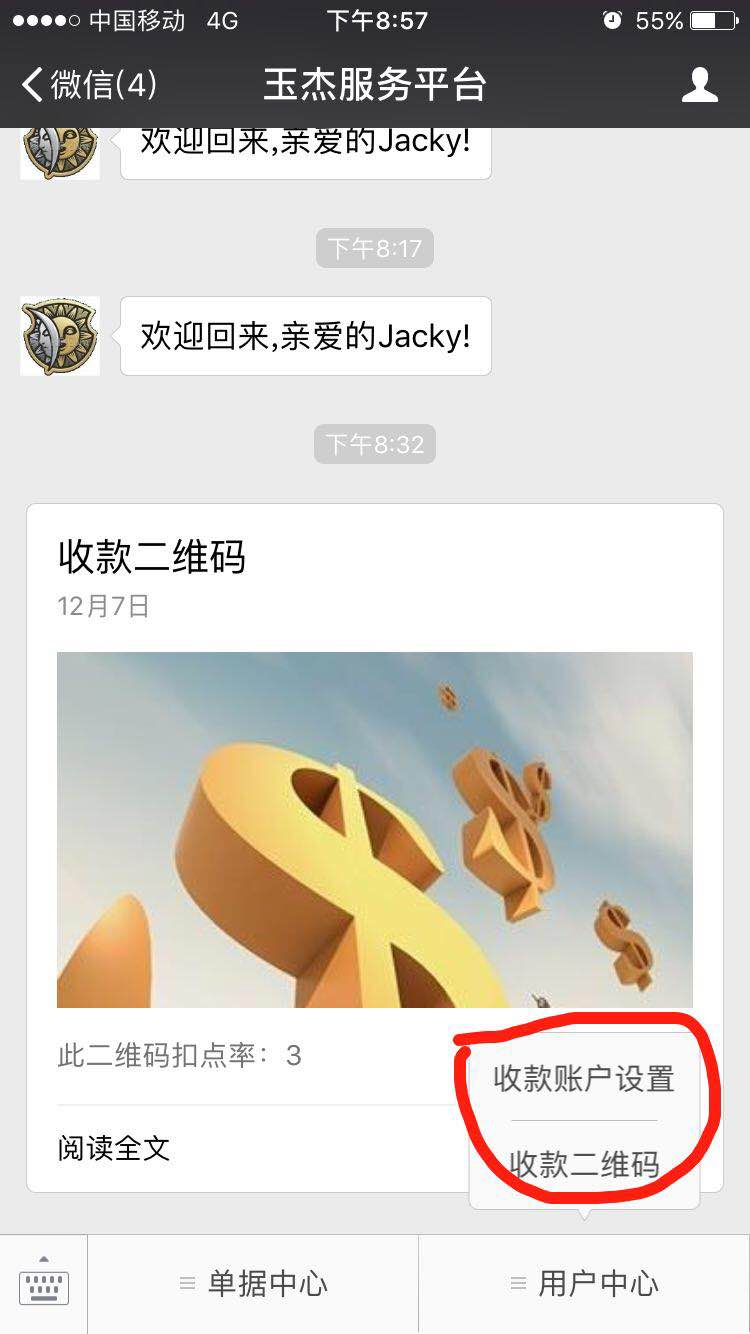 中国移动 4G 下午8:57 55%
微信(4) 玉杰服务平台
欢迎回来,亲爱的Jacky!
下午8:17
欢迎回来,亲爱的Jacky!
下午8:32
收款二维码
12月7日
此二维码扣点率：3
阅读全文
收款账户设置
收款二维码
单据中心 用户中心